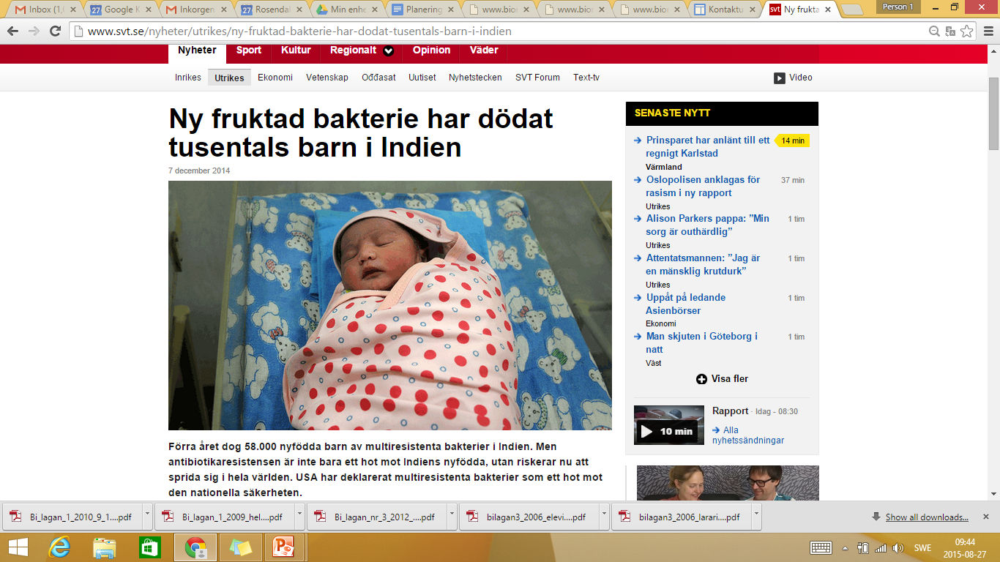 Inbox (1,0
Google K
Inkorgen
Rosendal
Min enhe
Planering
www.bior
www.bior
www.bior
Kontaktu
Ny frukta
Person 1
www.svt.se/nyheter/utrikes/ny-fruktad-bakterie-har-dodat-tusentals-barn-i-indien
Nyheter Sport Kultur Regionalt Opinion Väder
Inrikes Utrikes Ekonomi Vetenskap Ođđasat Uutiset Nyhetstecken SVT Forum Text-tv Video
Ny fruktad bakterie har dödat
tusentals barn i Indien
7 december 2014
Förra året dog 58.000 nyfödda barn av multiresistenta bakterier i Indien. Men
antibiotikaresistensen är inte bara ett hot mot Indiens nyfödda, utan riskerar nu att
sprida sig i hela världen. USA har deklarerat multiresistenta bakterier som ett hot mot
den nationella säkerheten.
SENASTE NYTT
Prinsparet har anlänt till ett 14 min
regnigt Karlstad
Värmland
Oslopolisen anklagas för 37 min
rasism i ny rapport
Utrikes
Alison Parkers pappa: ”Min 1 tim
sorg är outhärdlig”
Utrikes
Attentatsmannen: ”Jag är 1 tim
en mänsklig krutdurk”
Utrikes
Uppåt på ledande 1 tim
Asienbörser
Ekonomi
Man skjuten i Göteborg i 1 tim
natt
Väst
Visa fler
10 min
Rapport · Idag - 08:30
Alla
nyhetssändningar
Bi_lagan_1_2010_9_1....pdf
Bi_lagan_1_2009_hel....pdf
Bi_lagan_nr_3_2012_....pdf
bilagan3_2006_elevi....pdf
bilagan3_2006_larari....pdf
Show all downloads...
SWE
09:44
2015-08-27